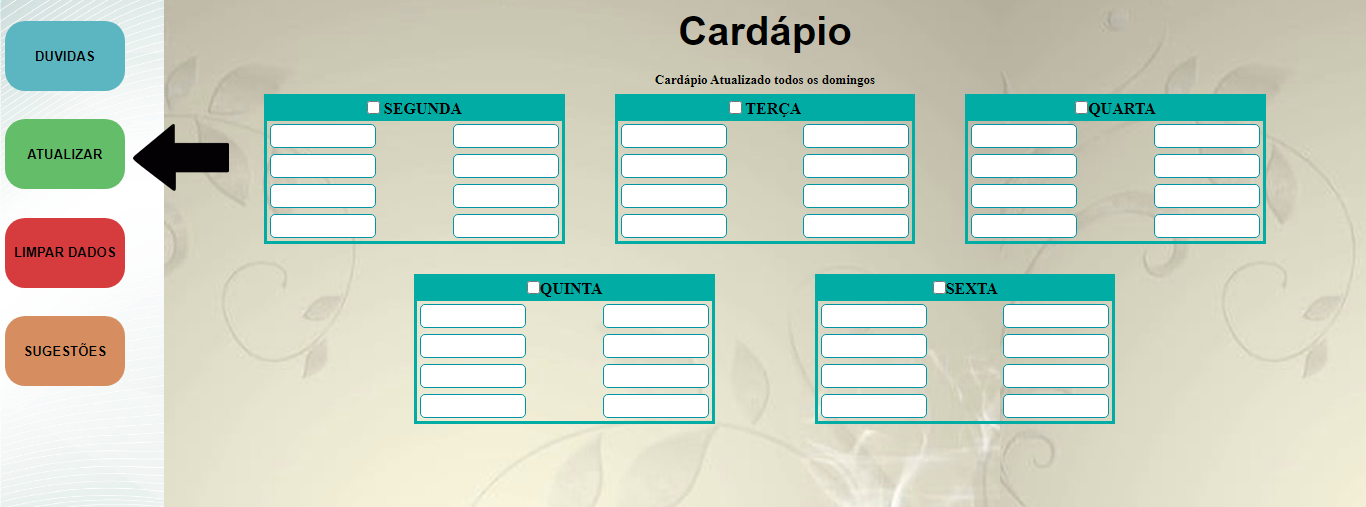 DUVIDAS
ATUALIZAR
LIMPAR DADOS
SUGESTÕES
Cardápio
Cardápio Atualizado todos os domingos
SEGUNDA
TERÇA
QUARTA
QUINTA
SEXTA